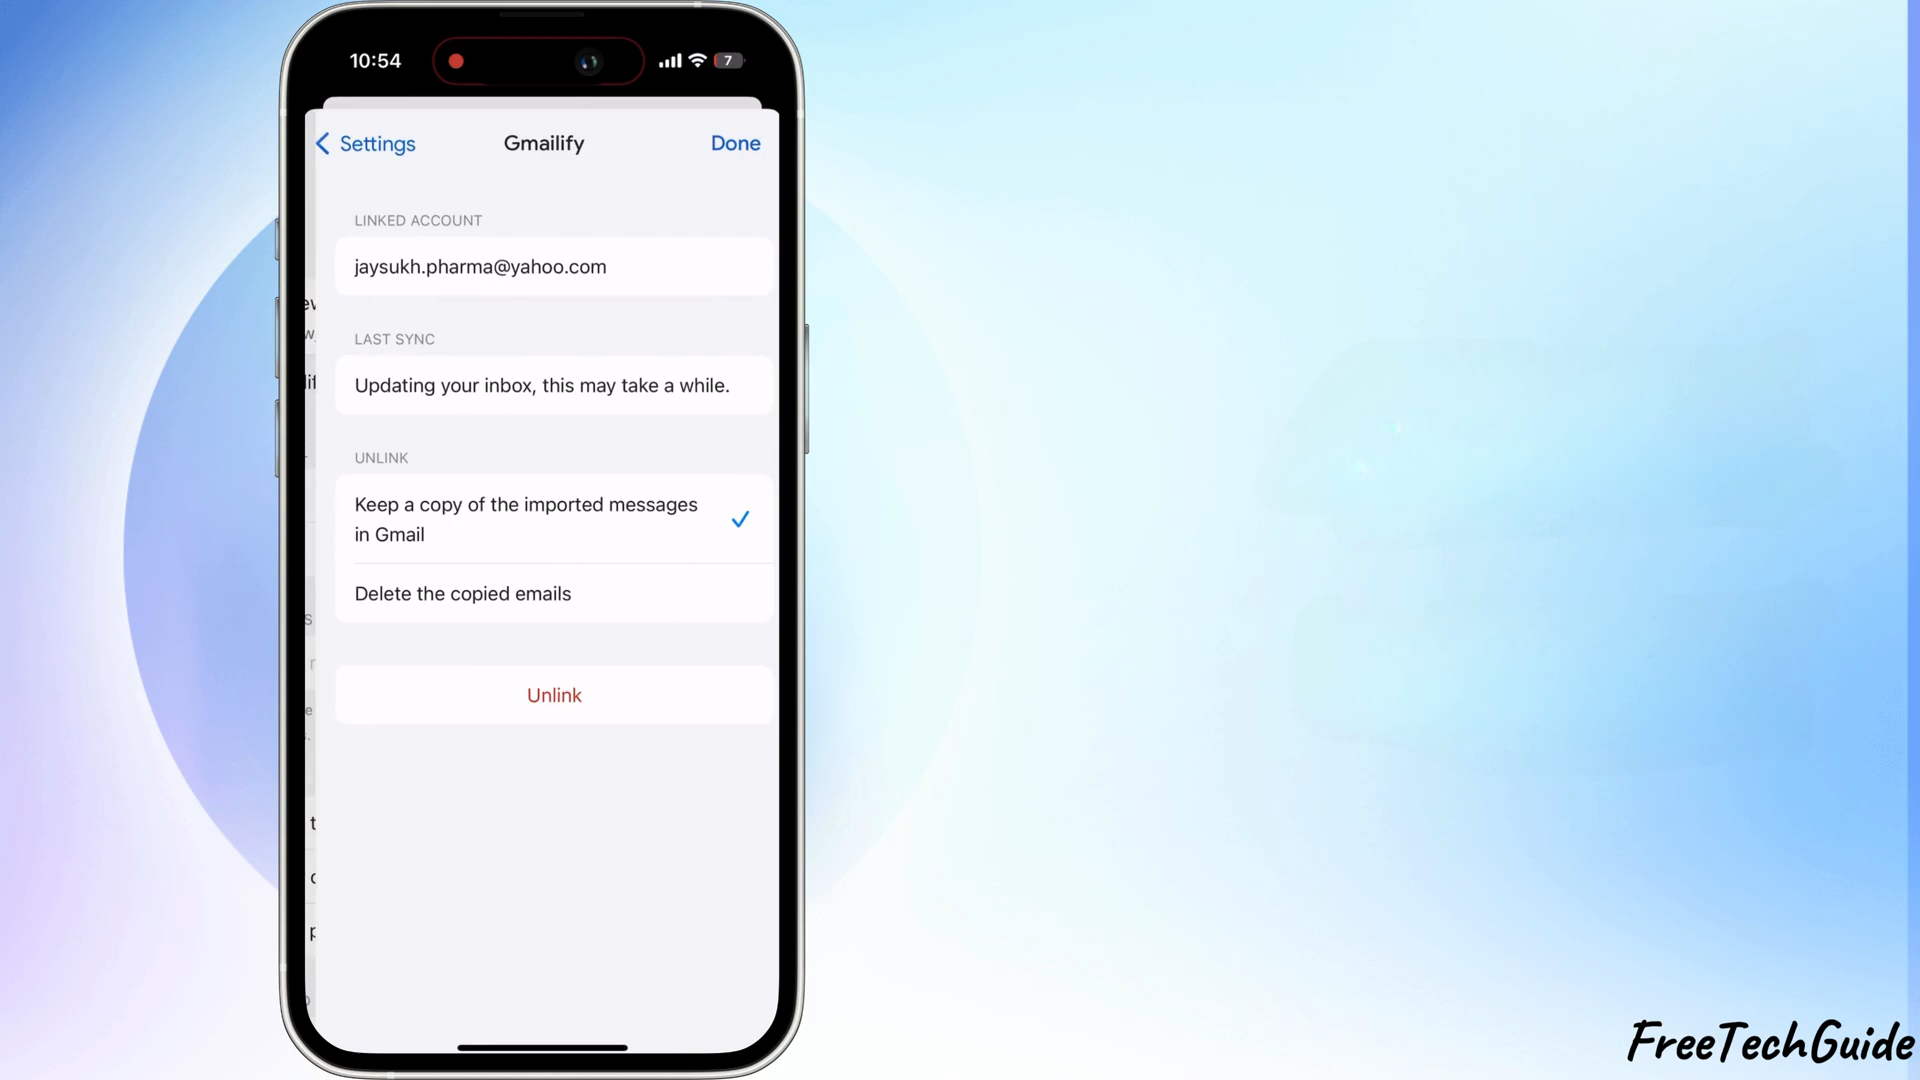 10:54
7
Settings
Gmailify
Done
LINKED ACCOUNT
jaysukh.pharma@yahoo.com
LAST SYNC
Updating your inbox, this may take a while.
UNLINK
Keep a copy of the imported messages
in Gmail
Delete the copied emails
Unlink
FreeTechGuide